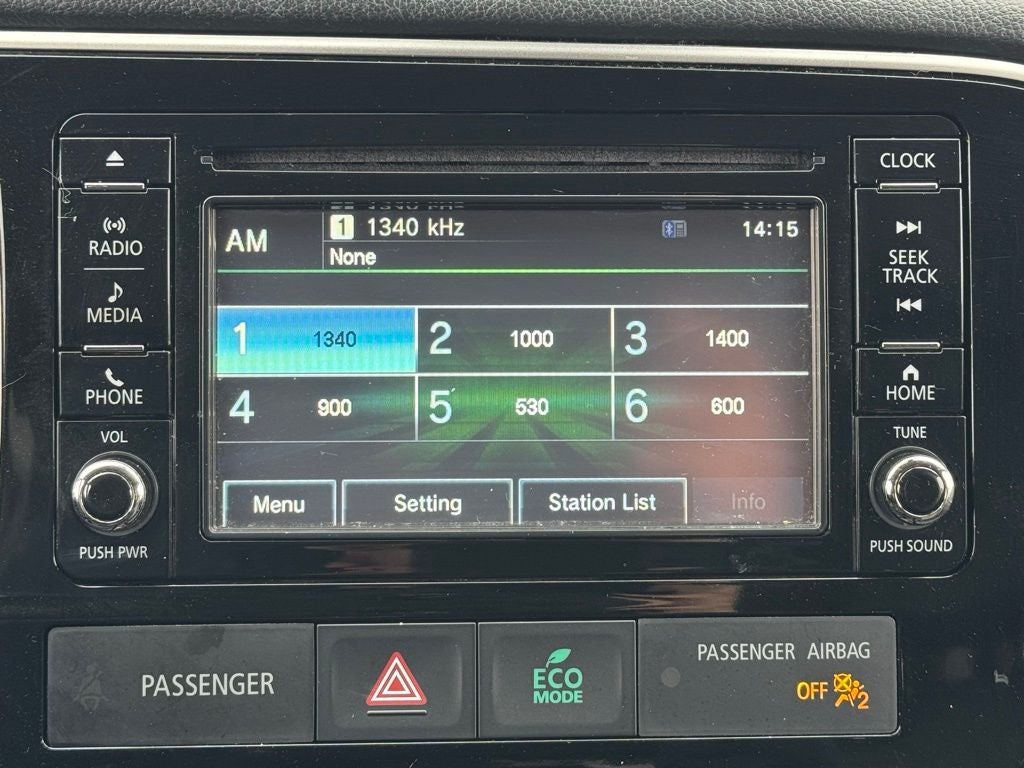 CLOCK
RADIO
MEDIA
PHONE
VOL
PUSH PWR
AM
1 1340 kHz
14:15
None
1 1340
2 1000
3 1400
4 900
5 530
6 600
Menu
Setting
Station List
Info
SEEK
TRACK
HOME
TUNE
PUSH SOUND
PASSENGER
ECO
MODE
PASSENGER AIRBAG
OFF 2